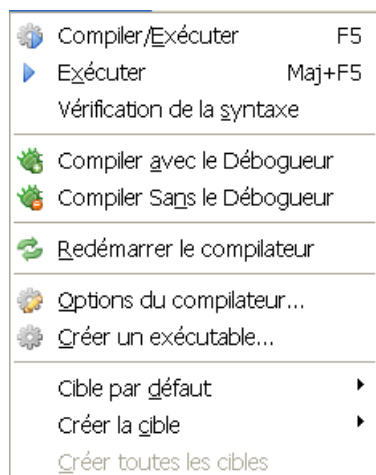 Compiler/Exécuter F5
Exécuter Maj+F5
Vérification de la syntaxe
Compiler avec le Débogueur
Compiler Sans le Débogueur
Redémarrer le compilateur
Options du compilateur...
Créer un exécutable...
Cible par défaut
Créer la cible
Créer toutes les cibles